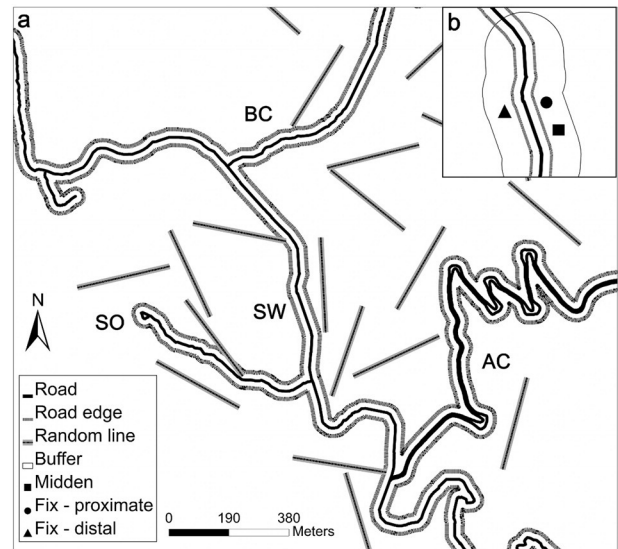 a
b
BC
N
SO
SW
AC
Road
Road edge
Random line
Buffer
Midden
Fix - proximate
Fix - distal
0 190 380
Meters